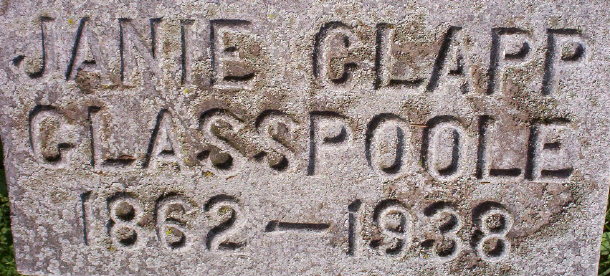 JANIE CLAPP
GLASSPOOLE
1862 — 1938